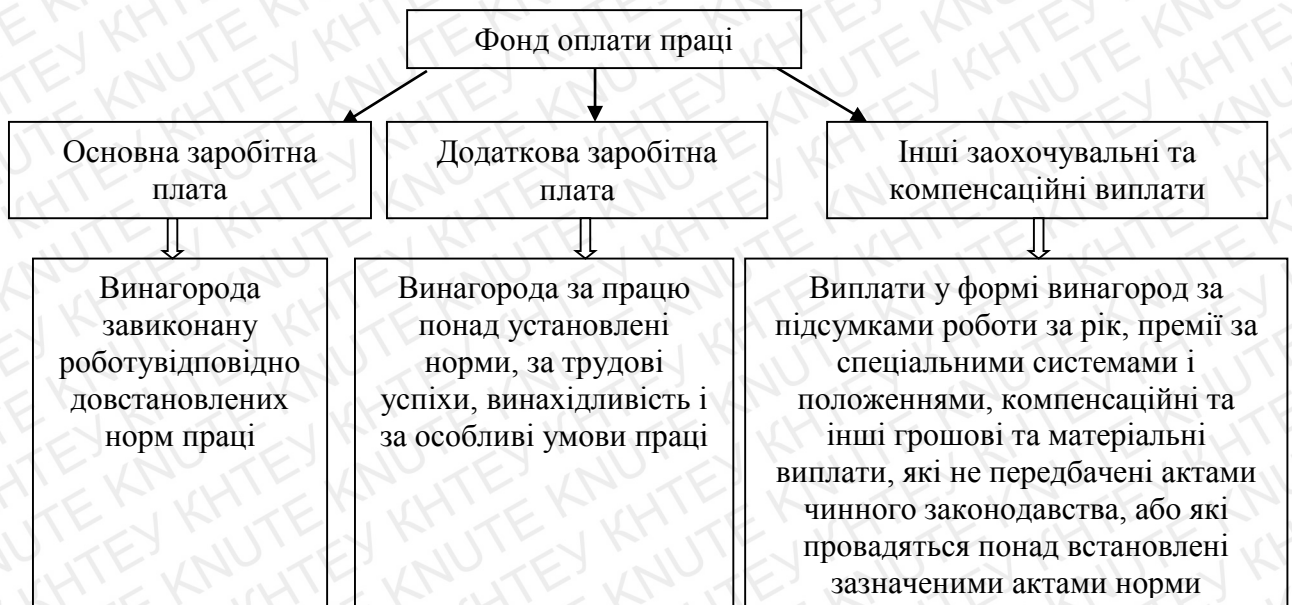 Фонд оплати праці
Основна заробітна
плата
Додаткова заробітна
плата
Інші заохочувальні та
компенсаційні виплати
Винагорода
завиконану
роботувідповідно
довстановлених
норм праці
Винагорода за працю
понад установлені
норми, за трудові
успіхи, винахідливість і
за особливі умови праці
Виплати у формі винагород за
підсумками роботи за рік, премії за
спеціальними системами і
положеннями, компенсаційні та
інші грошові та матеріальні
виплати, які не передбачені актами
чинного законодавства, або які
провадяться понад встановлені
зазначеними актами норми